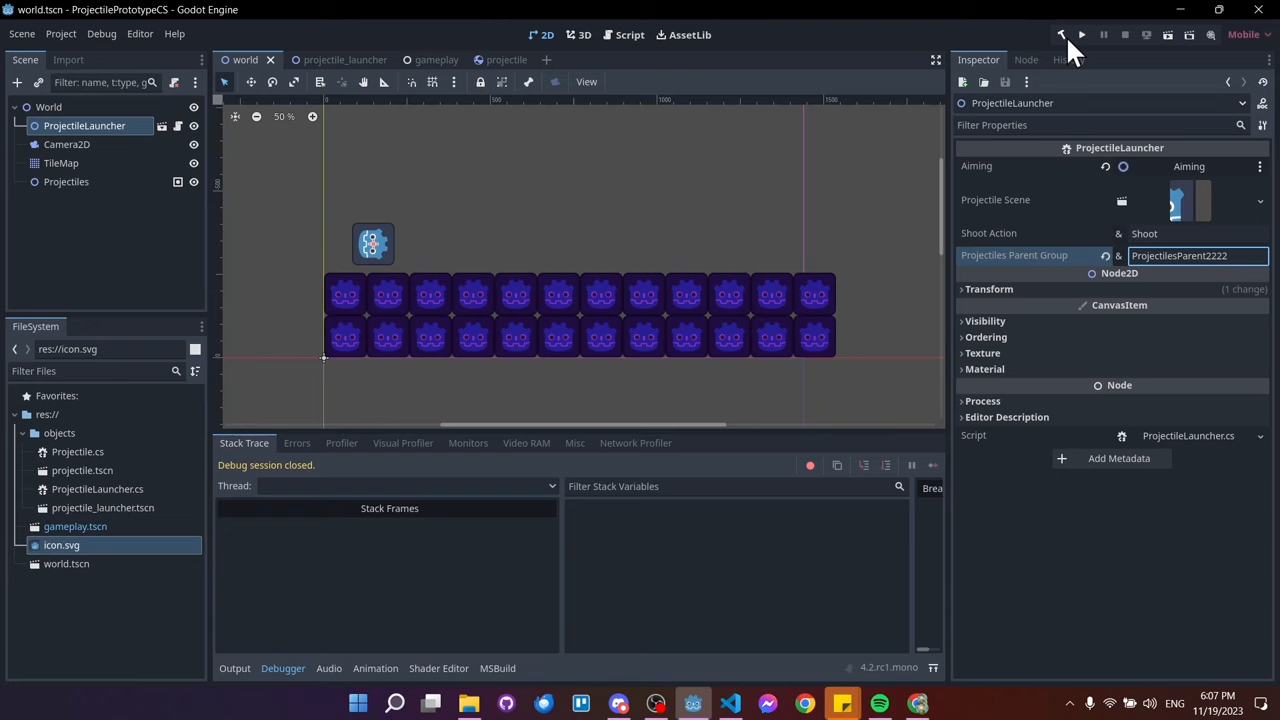 world.tscn - ProjectilePrototypeCS - Godot Engine
Scene Project Debug Editor Help
2D 3D Script AssetLib
Mobile
Scene Import
world projectile_launcher gameplay projectile
Inspector Node
Filter: name, t:type, g
View
World
ProjectileLauncher
Camera2D
TileMap
Projectiles
50 %
0 500 1000 1500
ProjectileLauncher
Filter Properties
ProjectileLauncher
Aiming Aiming
Projectile Scene
Shoot Action & Shoot
Projectiles Parent Group & ProjectilesParent2222
Node2D
Transform (1 change)
CanvasItem
Visibility
Ordering
Texture
Material
Node
Process
Editor Description
Script ProjectileLauncher.cs
Add Metadata
FileSystem
res://icon.svg
Filter Files
Favorites:
res://
objects
Projectile.cs
projectile.tscn
ProjectileLauncher.cs
projectile_launcher.tscn
gameplay.tscn
icon.svg
world.tscn
Stack Trace Errors Profiler Visual Profiler Monitors Video RAM Misc Network Profiler
Debug session closed.
Thread:
Filter Stack Variables
Brea
Stack Frames
Output Debugger Audio Animation Shader Editor MSBuild
4.2.rc1.mono
ENG
6:07 PM
11/19/2023